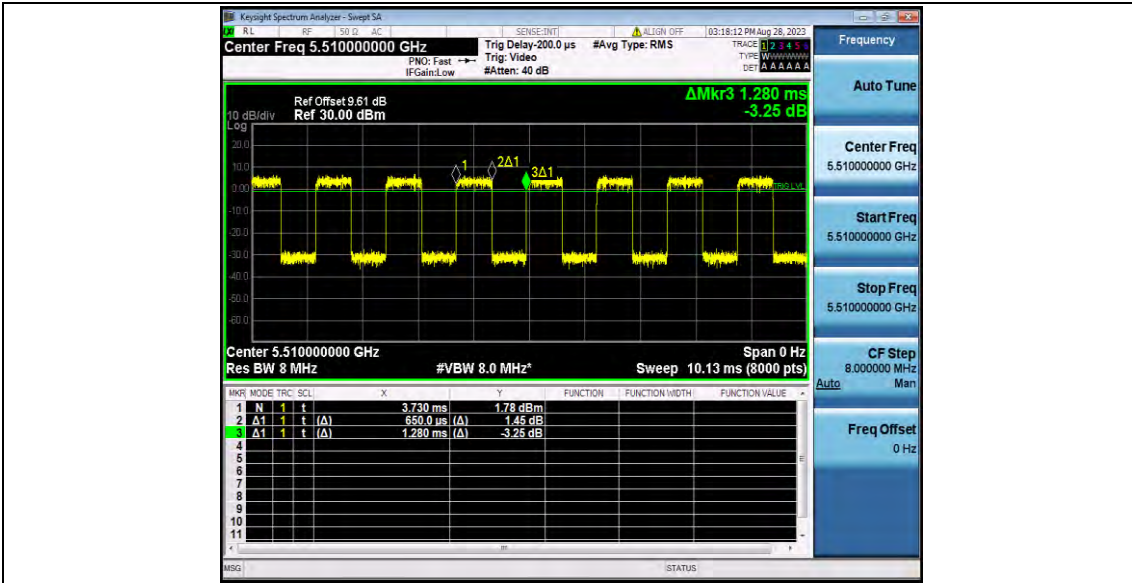 Keysight Spectrum Analyzer - Swept SA
RL RF 50 Ω AC SENSE:INT ALIGN OFF 03:18:12 PM Aug 28, 2023
Center Freq 5.510000000 GHz
PNO: Fast
IFGain:Low
Trig Delay-200.0 µs
Trig: Video
#Atten: 40 dB
#Avg Type: RMS
TRACE 1 2 3 4 5 6
TYPE W
DET A A A A A A
ΔMkr3 1.280 ms
-3.25 dB
Ref Offset 9.61 dB
10 dB/div Ref 30.00 dBm
Log
20.0
10.0
0.00
-10.0
-20.0
-30.0
-40.0
-50.0
-60.0
1
2Δ1
3Δ1
TRIG LVL
Center 5.510000000 GHz Span 0 Hz
Res BW 8 MHz #VBW 8.0 MHz* Sweep 10.13 ms (8000 pts)
MKR MODE TRC SCL X Y FUNCTION FUNCTION WIDTH FUNCTION VALUE
1 N 1 t 3.730 ms 1.78 dBm
2 Δ1 1 t (Δ) 650.0 µs (Δ) 1.45 dB
3 Δ1 1 t (Δ) 1.280 ms (Δ) -3.25 dB
4
5
6
7
8
9
10
11
MSG STATUS
Frequency
Auto Tune
Center Freq
5.510000000 GHz
Start Freq
5.510000000 GHz
Stop Freq
5.510000000 GHz
CF Step
8.000000 MHz
Auto Man
Freq Offset
0 Hz